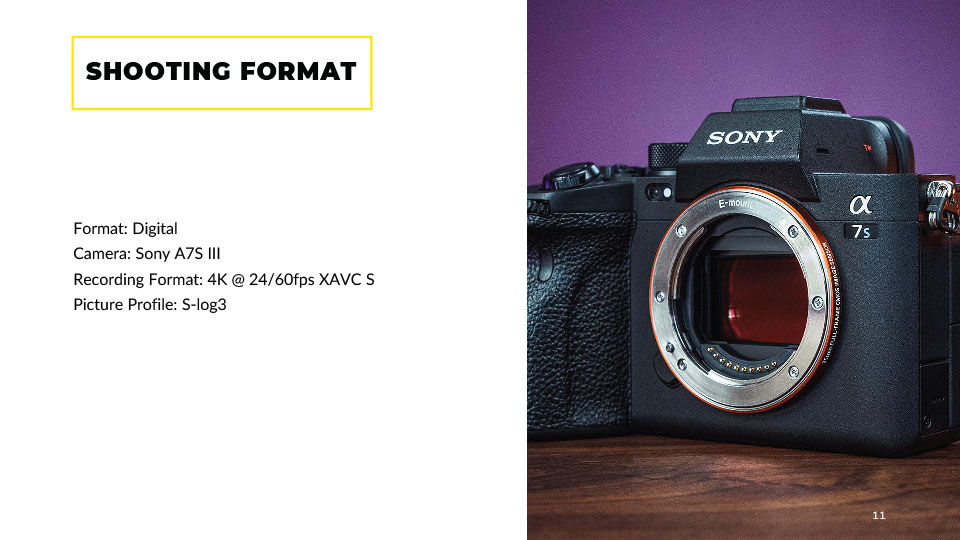 SHOOTING FORMAT
Format: Digital
Camera: Sony A7S III
Recording Format: 4K @ 24/60fps XAVC S
Picture Profile: S-log3
SONY
E-mount
α
7S
11